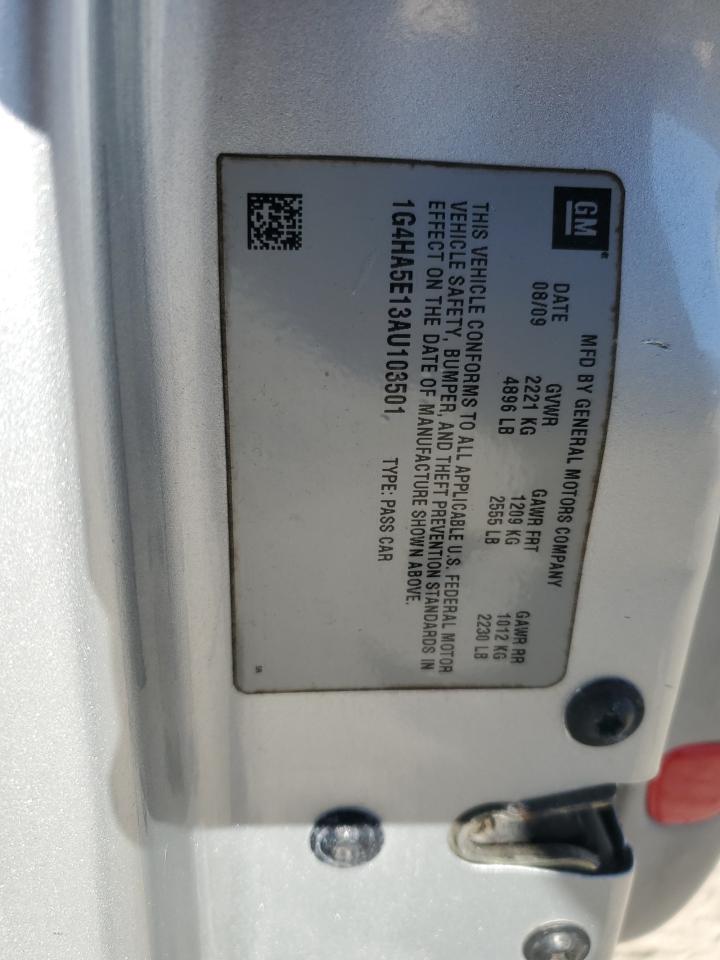 GM
MFD BY GENERAL MOTORS COMPANY
DATE GVWR GAWR FRT GAWR RR
08/09 2221 KG 1209 KG 1012 KG
4896 LB 2555 LB 2230 LB
THIS VEHICLE CONFORMS TO ALL APPLICABLE U.S. FEDERAL MOTOR
VEHICLE SAFETY, BUMPER, AND THEFT PREVENTION STANDARDS IN
EFFECT ON THE DATE OF MANUFACTURE SHOWN ABOVE.
1G4HA5E13AU103501 TYPE: PASS CAR